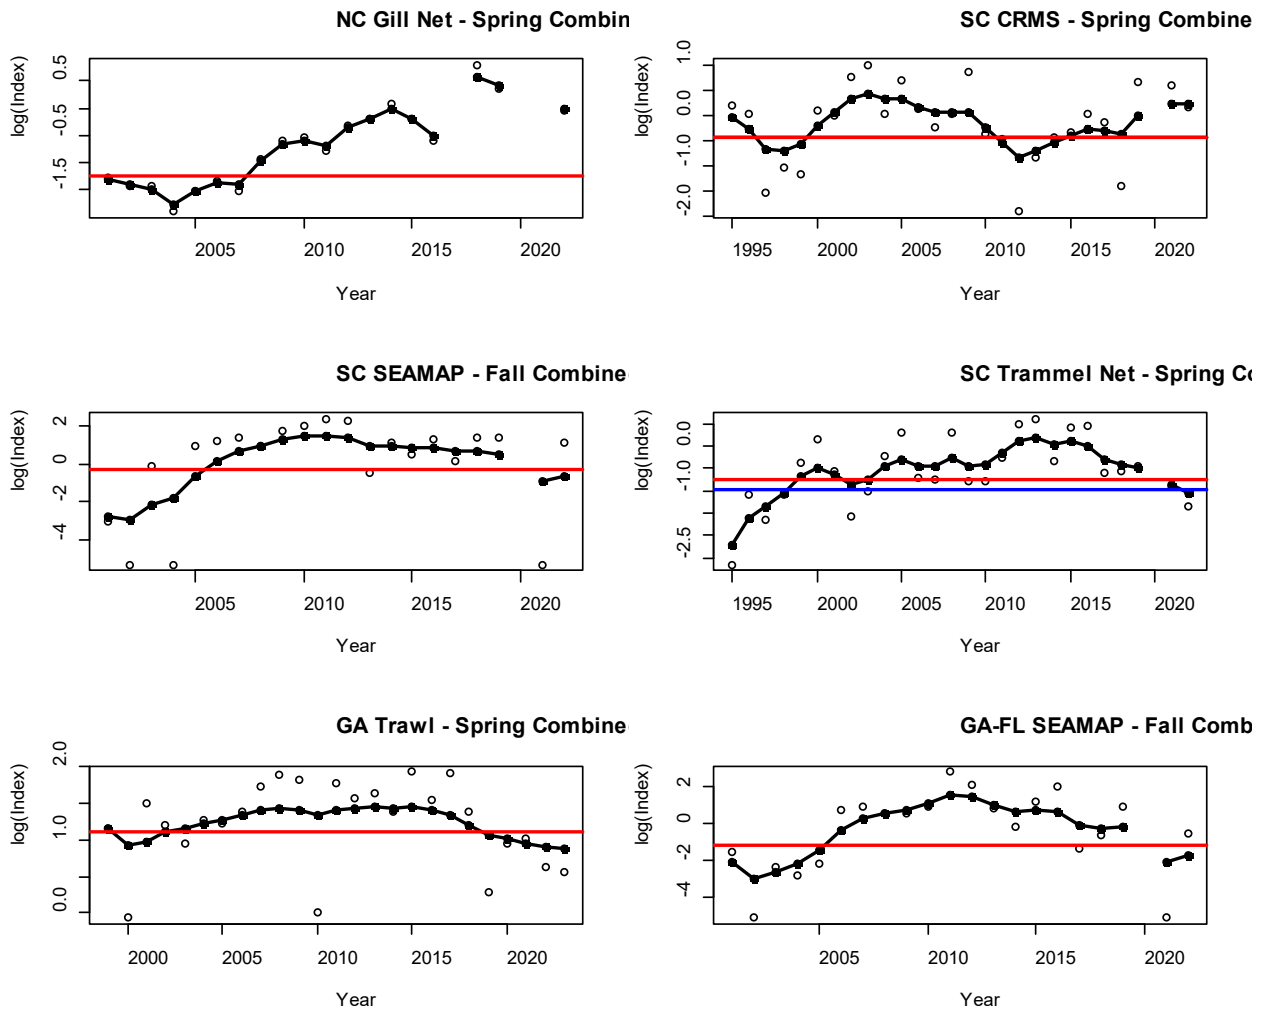 NC Gill Net - Spring Combin
log(Index)
0.5
-0.5
-1.5
2005 2010 2015 2020
Year
SC CRMS - Spring Combine
log(Index)
1.0
0.0
-1.0
-2.0
1995 2000 2005 2010 2015 2020
Year
SC SEAMAP - Fall Combine
log(Index)
2
0
-2
-4
2005 2010 2015 2020
Year
SC Trammel Net - Spring Co
log(Index)
0.0
-1.0
-2.5
1995 2000 2005 2010 2015 2020
Year
GA Trawl - Spring Combine
log(Index)
2.0
1.0
0.0
2000 2005 2010 2015 2020
Year
GA-FL SEAMAP - Fall Comb
log(Index)
2
0
-2
-4
2005 2010 2015 2020
Year